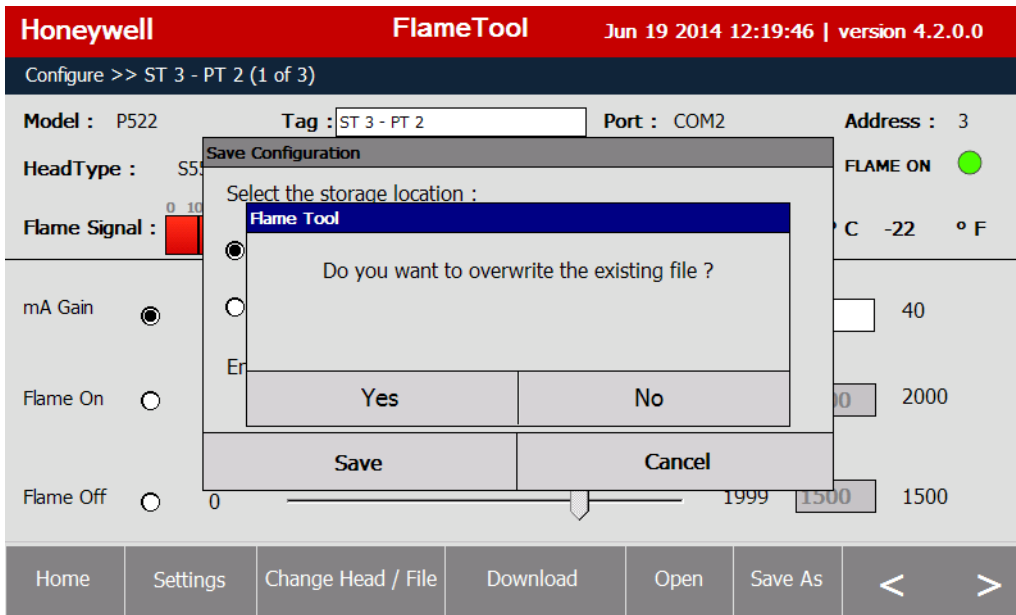 Honeywell FlameTool Jun 19 2014 12:19:46 | version 4.2.0.0
Configure >> ST 3 - PT 2 (1 of 3)
Model : P522 Tag : ST 3 - PT 2 Port : COM2 Address : 3
Save Configuration
HeadType : FLAME ON
Select the storage location :
0 10
Flame Tool
Flame Signal : º C -22 º F
Do you want to overwrite the existing file ?
mA Gain 40
Yes No
Flame On 2000
Save Cancel
Flame Off 0 1999 1500 1500
Home Settings Change Head / File Download Open Save As < >